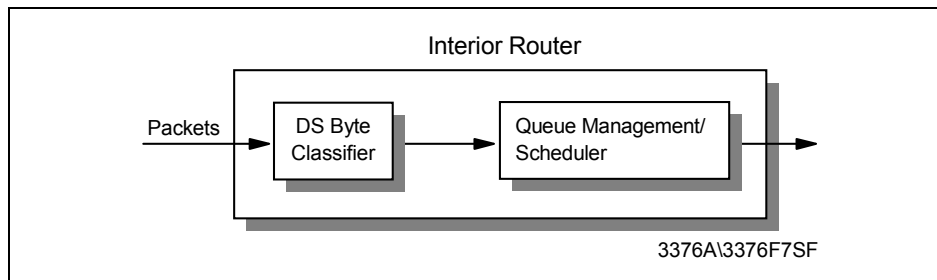 Interior Router
Packets
DS Byte
Classifier
Queue Management/
Scheduler
3376A\3376F7SF